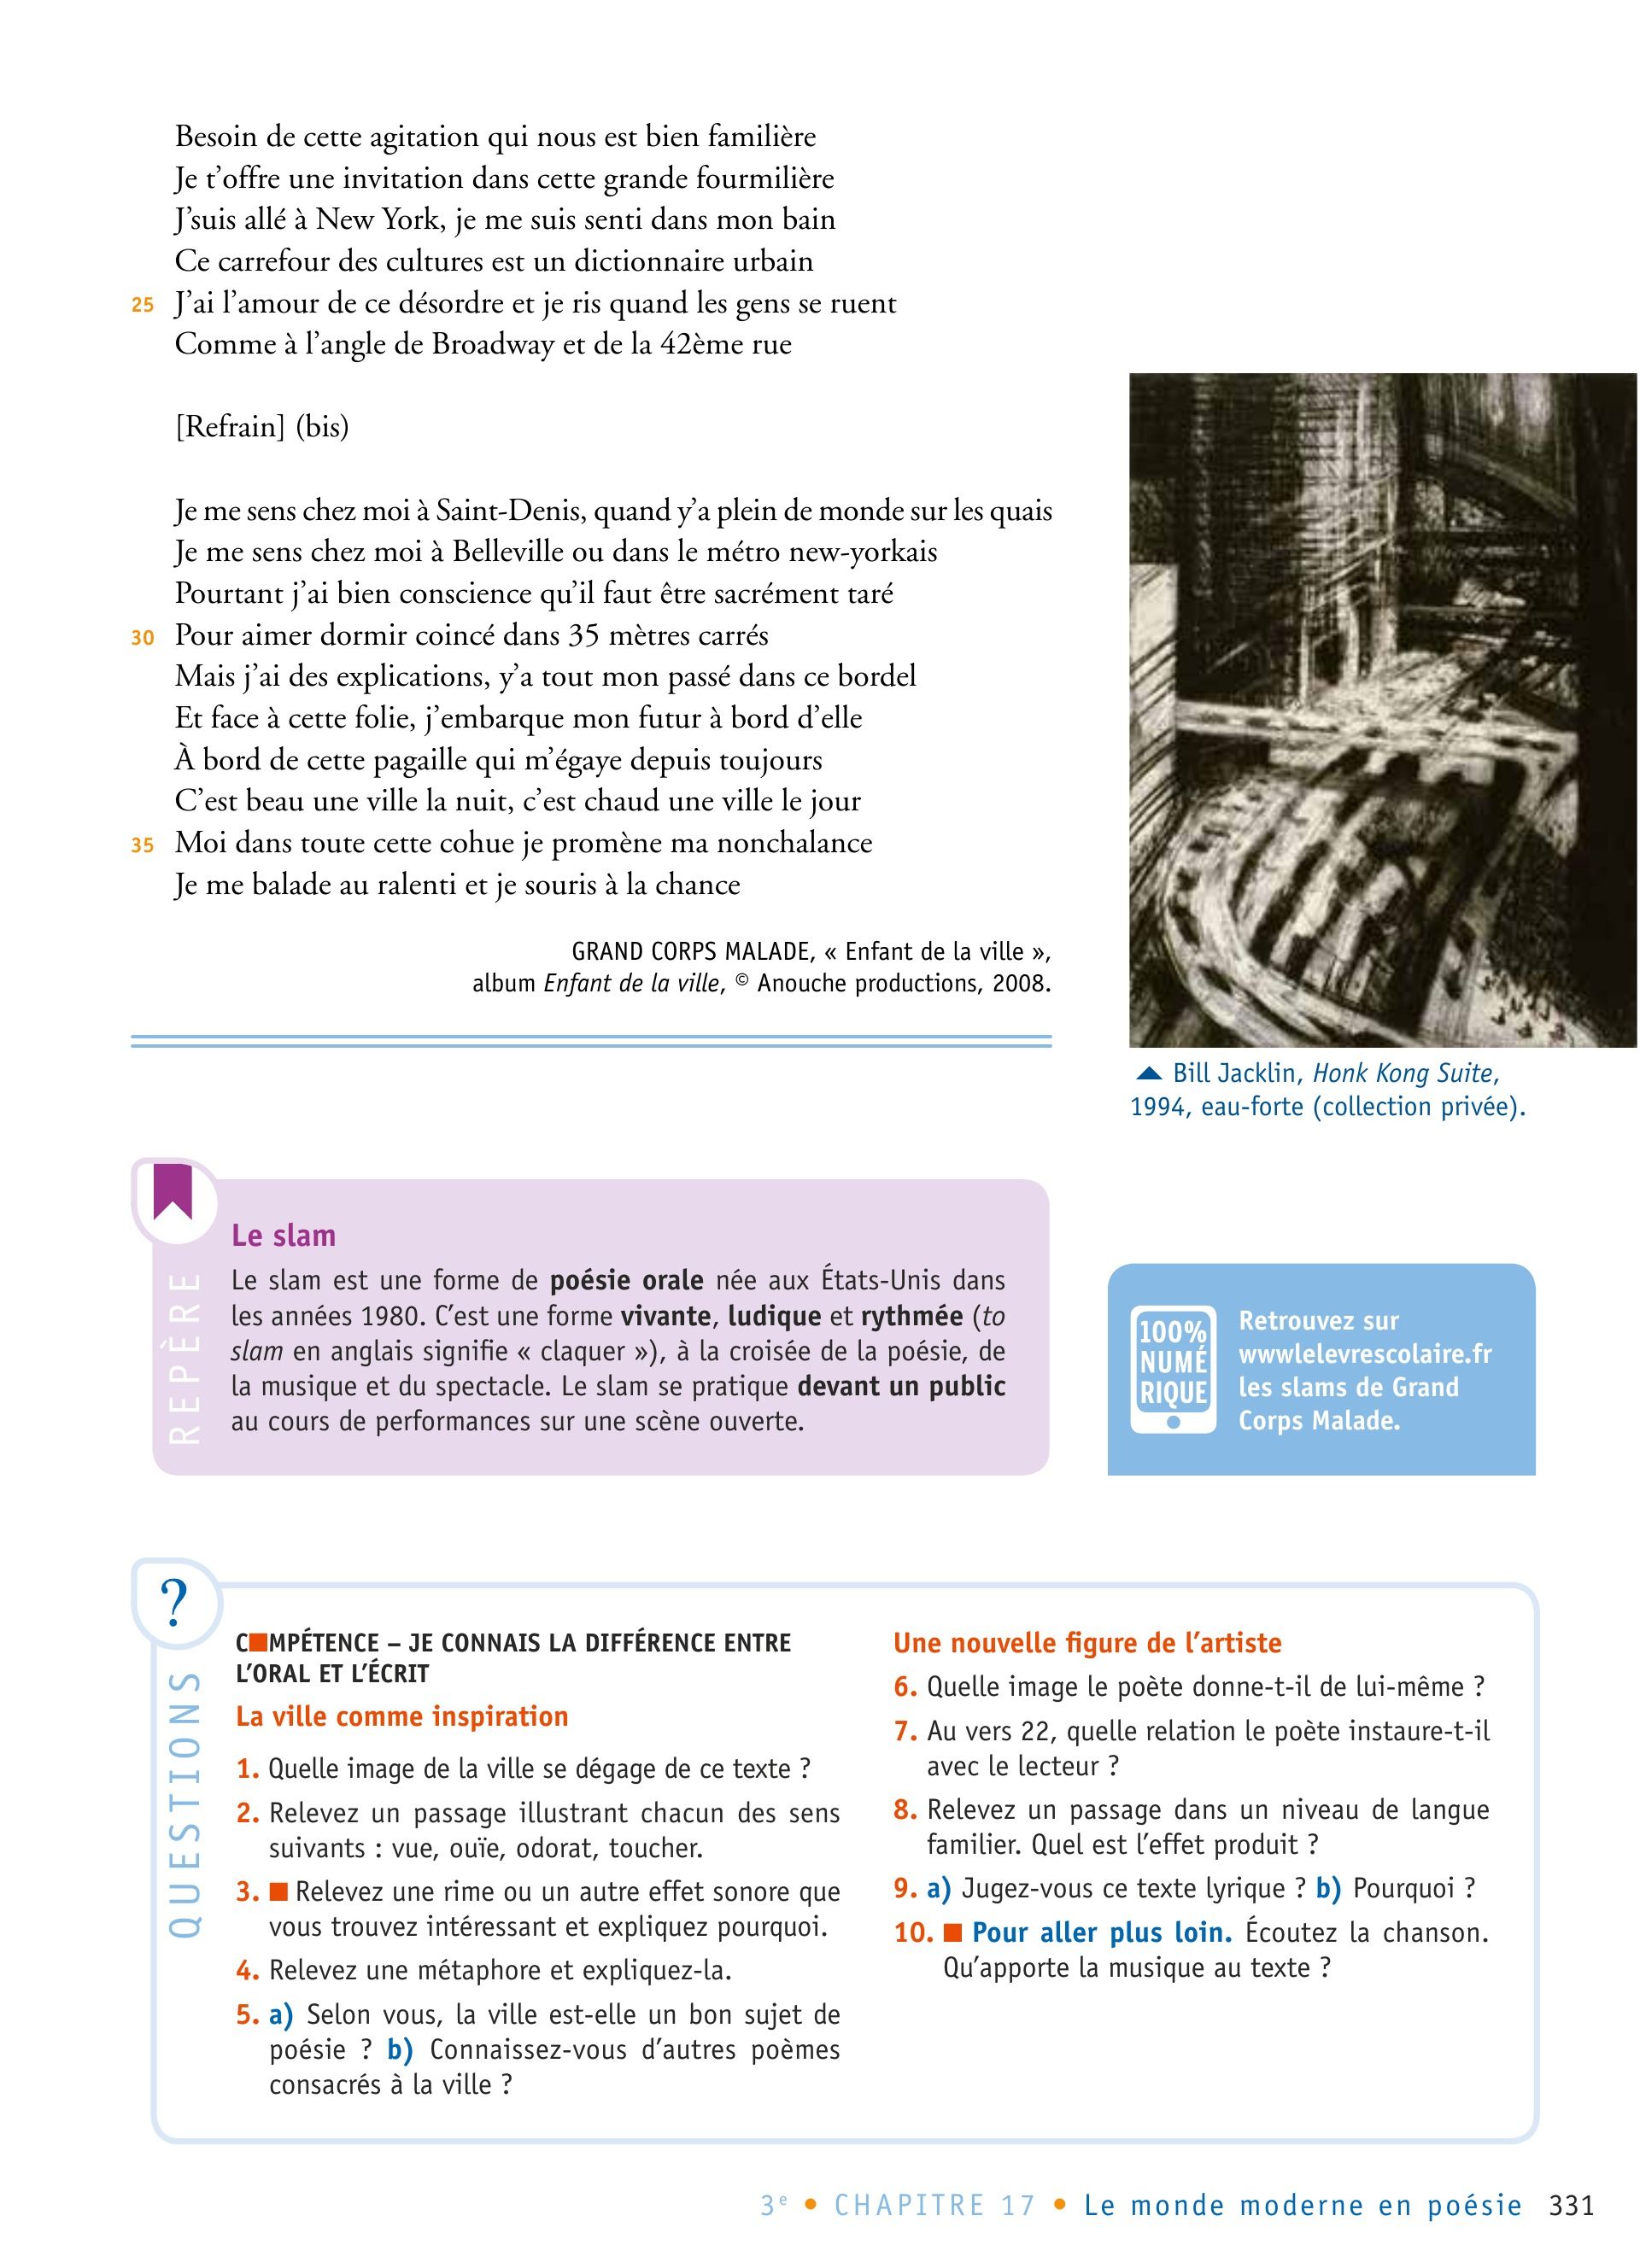 Besoin de cette agitation qui nous est bien familière
Je t’offre une invitation dans cette grande fourmilière
J’suis allé à New York, je me suis senti dans mon bain
Ce carrefour des cultures est un dictionnaire urbain
25 J’ai l’amour de ce désordre et je ris quand les gens se ruent
Comme à l’angle de Broadway et de la 42ème rue
[Refrain] (bis)
Je me sens chez moi à Saint-Denis, quand y’a plein de monde sur les quais
Je me sens chez moi à Belleville ou dans le métro new-yorkais
Pourtant j’ai bien conscience qu’il faut être sacrément taré
30 Pour aimer dormir coincé dans 35 mètres carrés
Mais j’ai des explications, y’a tout mon passé dans ce bordel
Et face à cette folie, j’embarque mon futur à bord d’elle
À bord de cette pagaille qui m’égaye depuis toujours
C’est beau une ville la nuit, c’est chaud une ville le jour
35 Moi dans toute cette cohue je promène ma nonchalance
Je me balade au ralenti et je souris à la chance
GRAND CORPS MALADE, « Enfant de la ville »,
album Enfant de la ville, © Anouche productions, 2008.
Bill Jacklin, Honk Kong Suite,
1994, eau-forte (collection privée).
REPÈRE
Le slam
Le slam est une forme de poésie orale née aux États-Unis dans
les années 1980. C’est une forme vivante, ludique et rythmée (to
slam en anglais signifie « claquer »), à la croisée de la poésie, de
la musique et du spectacle. Le slam se pratique devant un public
au cours de performances sur une scène ouverte.
100%
NUMÉ
RIQUE
Retrouvez sur
wwwlelevrescolaire.fr
les slams de Grand
Corps Malade.
?
QUESTIONS
C■MPÉTENCE – JE CONNAIS LA DIFFÉRENCE ENTRE
L’ORAL ET L’ÉCRIT
La ville comme inspiration
1. Quelle image de la ville se dégage de ce texte ?
2. Relevez un passage illustrant chacun des sens
suivants : vue, ouïe, odorat, toucher.
3. ■ Relevez une rime ou un autre effet sonore que
vous trouvez intéressant et expliquez pourquoi.
4. Relevez une métaphore et expliquez-la.
5. a) Selon vous, la ville est-elle un bon sujet de
poésie ? b) Connaissez-vous d’autres poèmes
consacrés à la ville ?
Une nouvelle figure de l’artiste
6. Quelle image le poète donne-t-il de lui-même ?
7. Au vers 22, quelle relation le poète instaure-t-il
avec le lecteur ?
8. Relevez un passage dans un niveau de langue
familier. Quel est l’effet produit ?
9. a) Jugez-vous ce texte lyrique ? b) Pourquoi ?
10. ■ Pour aller plus loin. Écoutez la chanson.
Qu’apporte la musique au texte ?
3e • CHAPITRE 17 • Le monde moderne en poésie 331